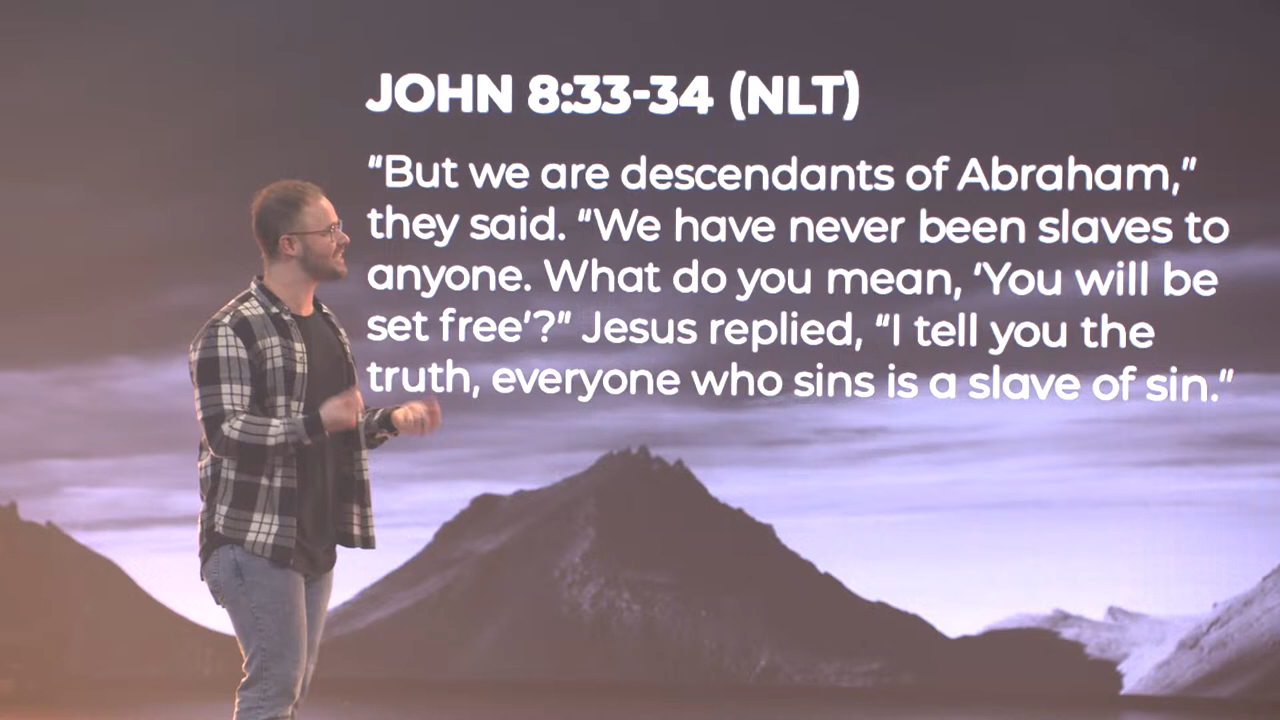 JOHN 8:33-34 (NLT)
"But we are descendants of Abraham,"
they said. "We have never been slaves to
anyone. What do you mean, 'You will be
set free'?" Jesus replied, "I tell you the
truth, everyone who sins is a slave of sin."